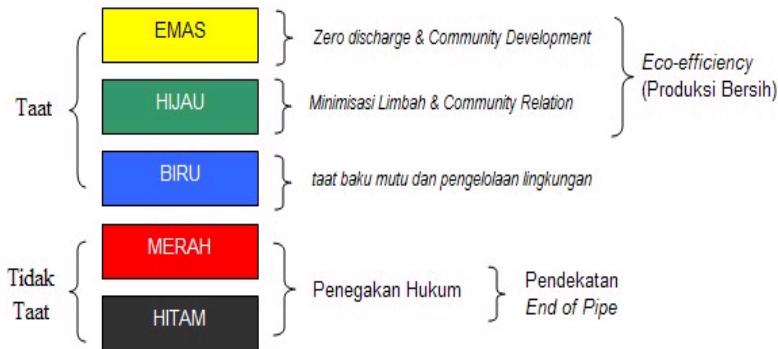 EMAS
Zero discharge & Community Development
Eco-efficiency
(Produksi Bersih)
Taat
HIJAU
Minimisasi Limbah & Community Relation
BIRU
taat baku mutu dan pengelolaan lingkungan
Tidak
Taat
MERAH
HITAM
Penegakan Hukum
Pendekatan
End of Pipe